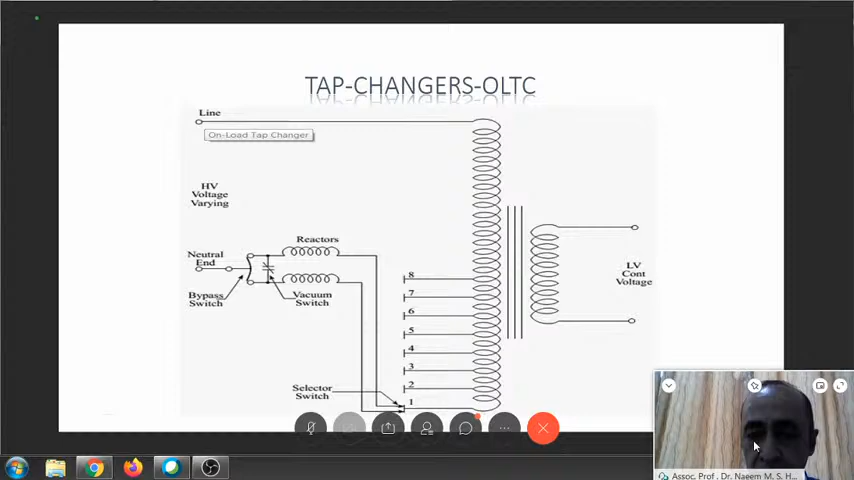 TAP-CHANGERS-OLTC
Line
On-Load Tap Changer
HV
Voltage
Varying
Reactors
Neutral
End
Bypass
Switch
Vacuum
Switch
8
7
6
5
4
3
2
1
Selector
Switch
LV
Cont
Voltage
Assoc. Prof . Dr. Naeem M. S. H...